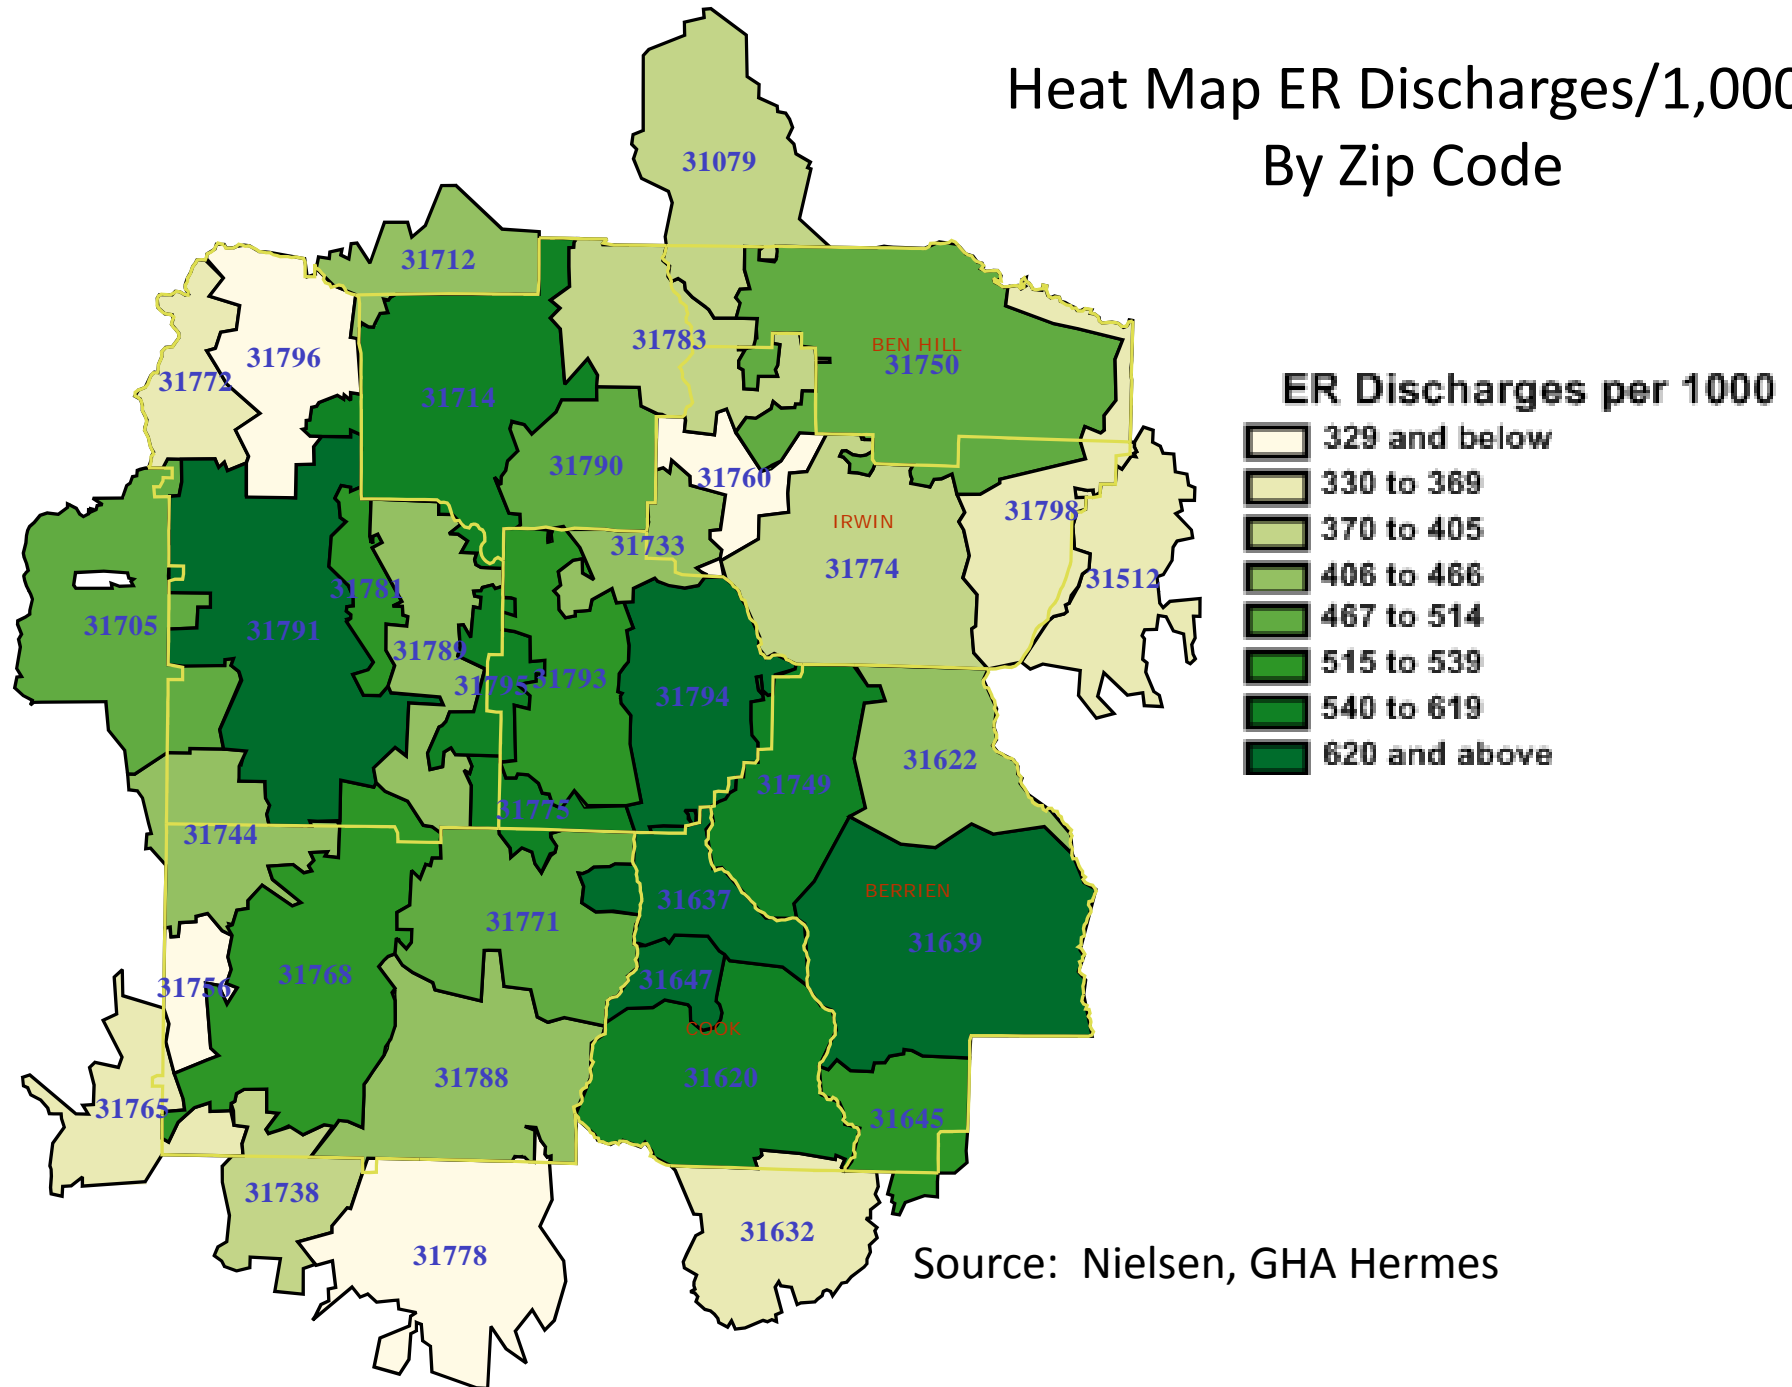 Heat Map ER Discharges/1,000
By Zip Code
31079
31712
31796
31772
31783
BEN HILL
31750
31714
31790
31760
31798
IRWIN
31774
31733
31512
31781
31705
31791
31789
31795
31793
31794
31622
31749
31775
31744
BERRIEN
31637
31771
31639
31768
31647
31756
COOK
31788
31620
31765
31645
31738
31632
31778
ER Discharges per 1000
329 and below
330 to 369
370 to 405
406 to 466
467 to 514
515 to 539
540 to 619
620 and above
Source: Nielsen, GHA Hermes